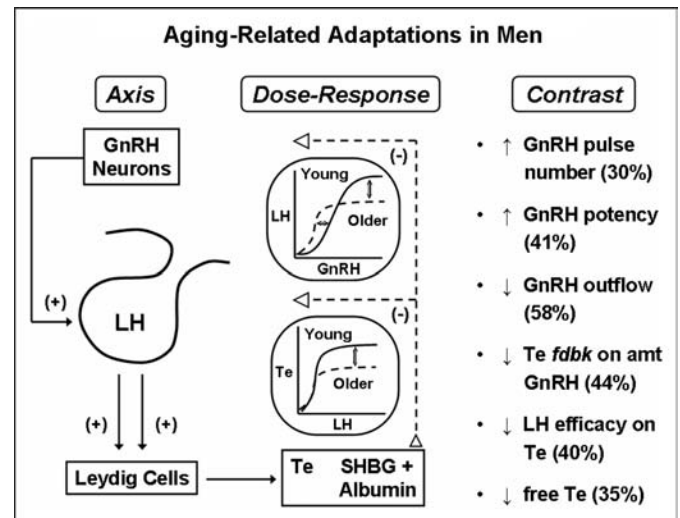 Aging-Related Adaptations in Men
Axis
Dose-Response
Contrast
GnRH
Neurons
(+)
LH
(+)
(+)
Leydig Cells
(-)
Young
LH
Older
GnRH
(-)
Young
Te
Older
LH
Te SHBG +
Albumin
• ↑ GnRH pulse
number (30%)
• ↑ GnRH potency
(41%)
• ↓ GnRH outflow
(58%)
• ↓ Te fdbk on amt
GnRH (44%)
• ↓ LH efficacy on
Te (40%)
• ↓ free Te (35%)